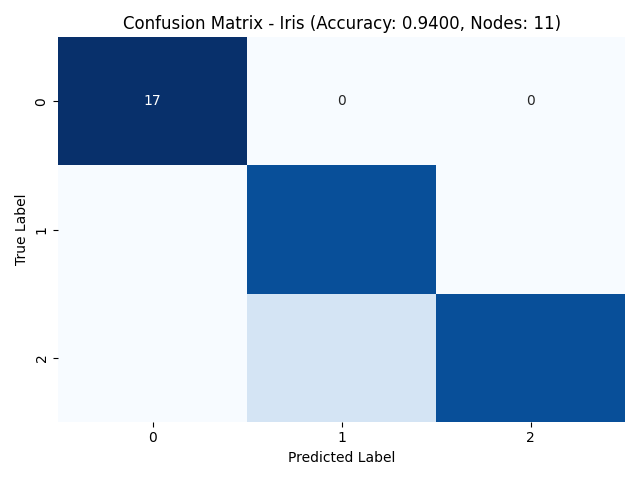 Confusion Matrix - Iris (Accuracy: 0.9400, Nodes: 11)
True Label
0 17 0 0
1
2
0 1 2
Predicted Label